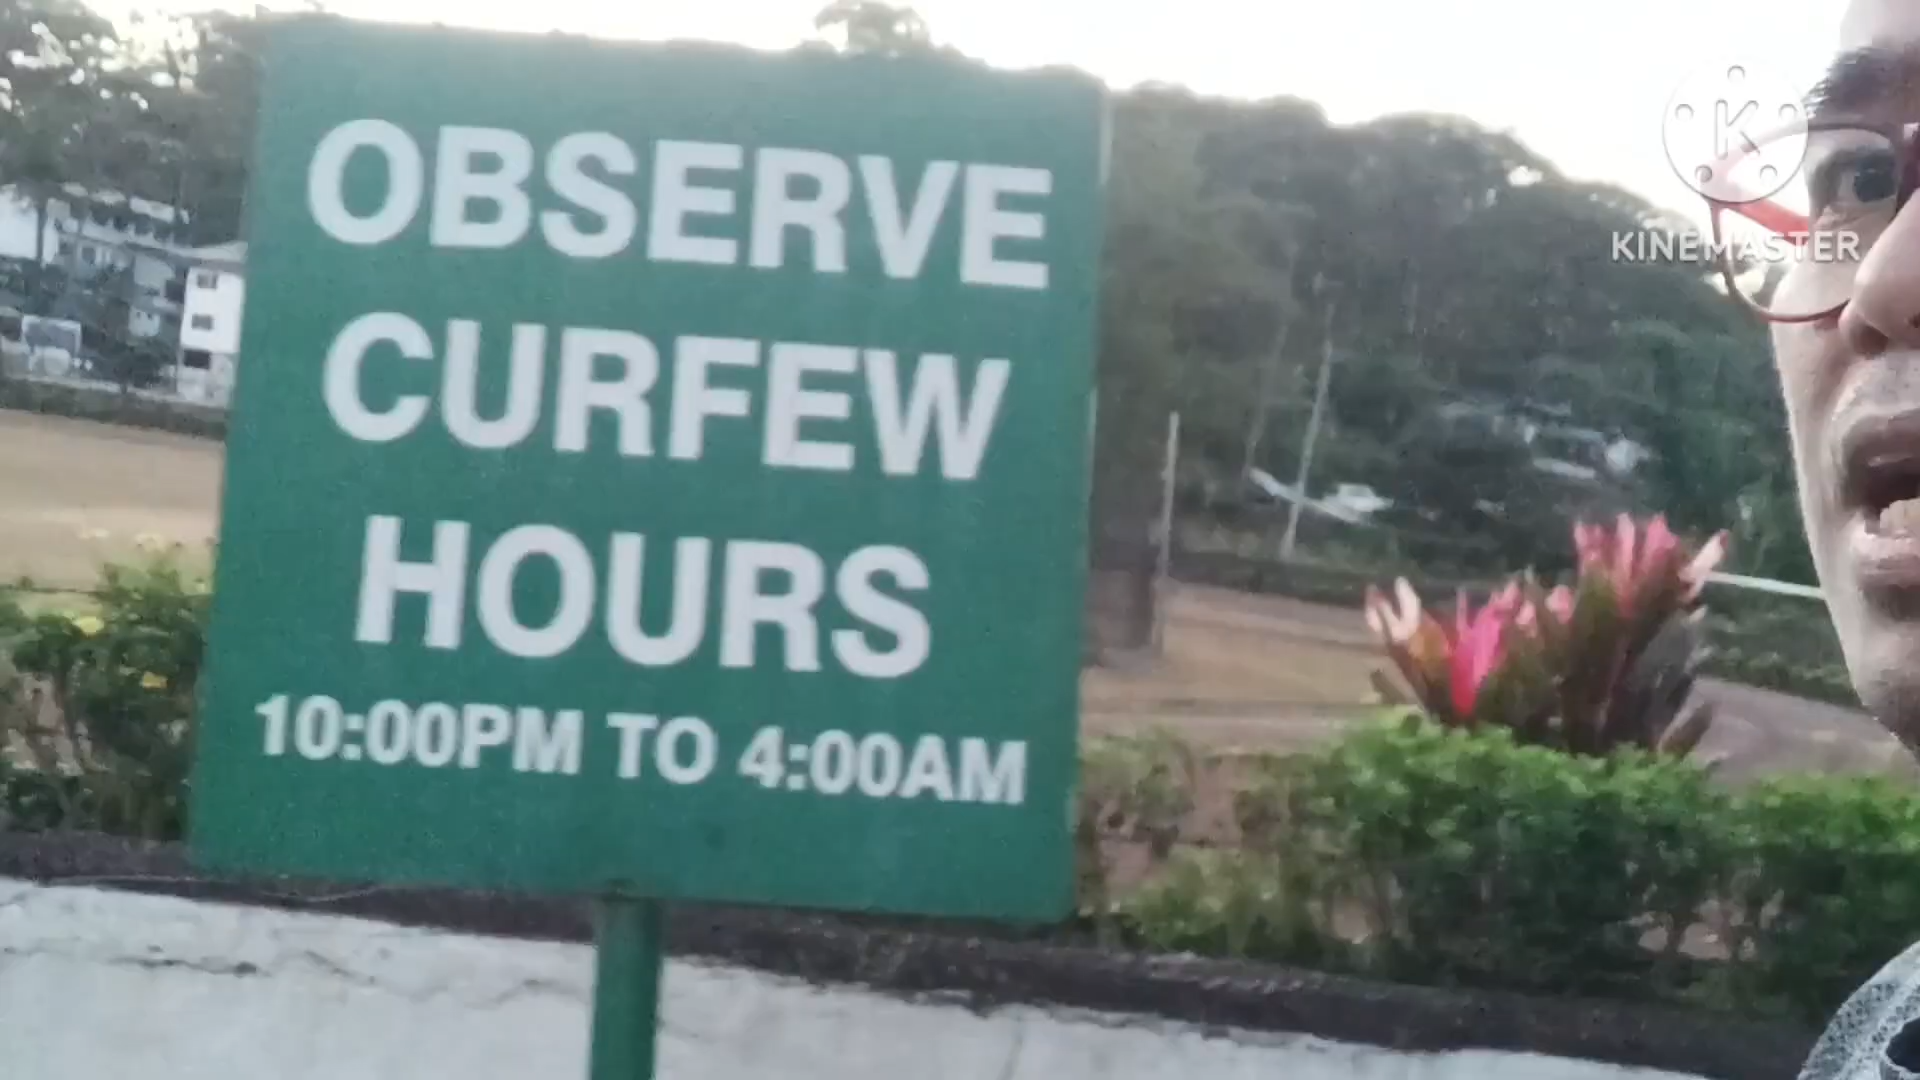 OBSERVE
CURFEW
HOURS
10:00PM TO 4:00AM
K
KINEMASTER